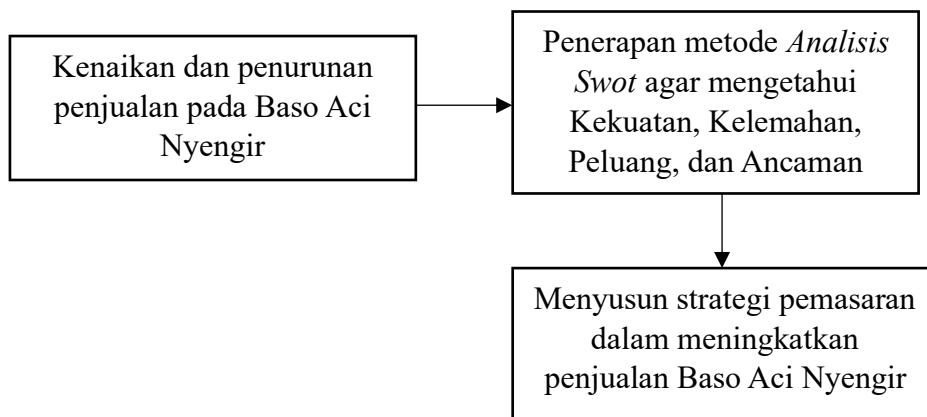 Kenaikan dan penurunan
penjualan pada Baso Aci
Nyengir
Penerapan metode Analisis
Swot agar mengetahui
Kekuatan, Kelemahan,
Peluang, dan Ancaman
Menyusun strategi pemasaran
dalam meningkatkan
penjualan Baso Aci Nyengir